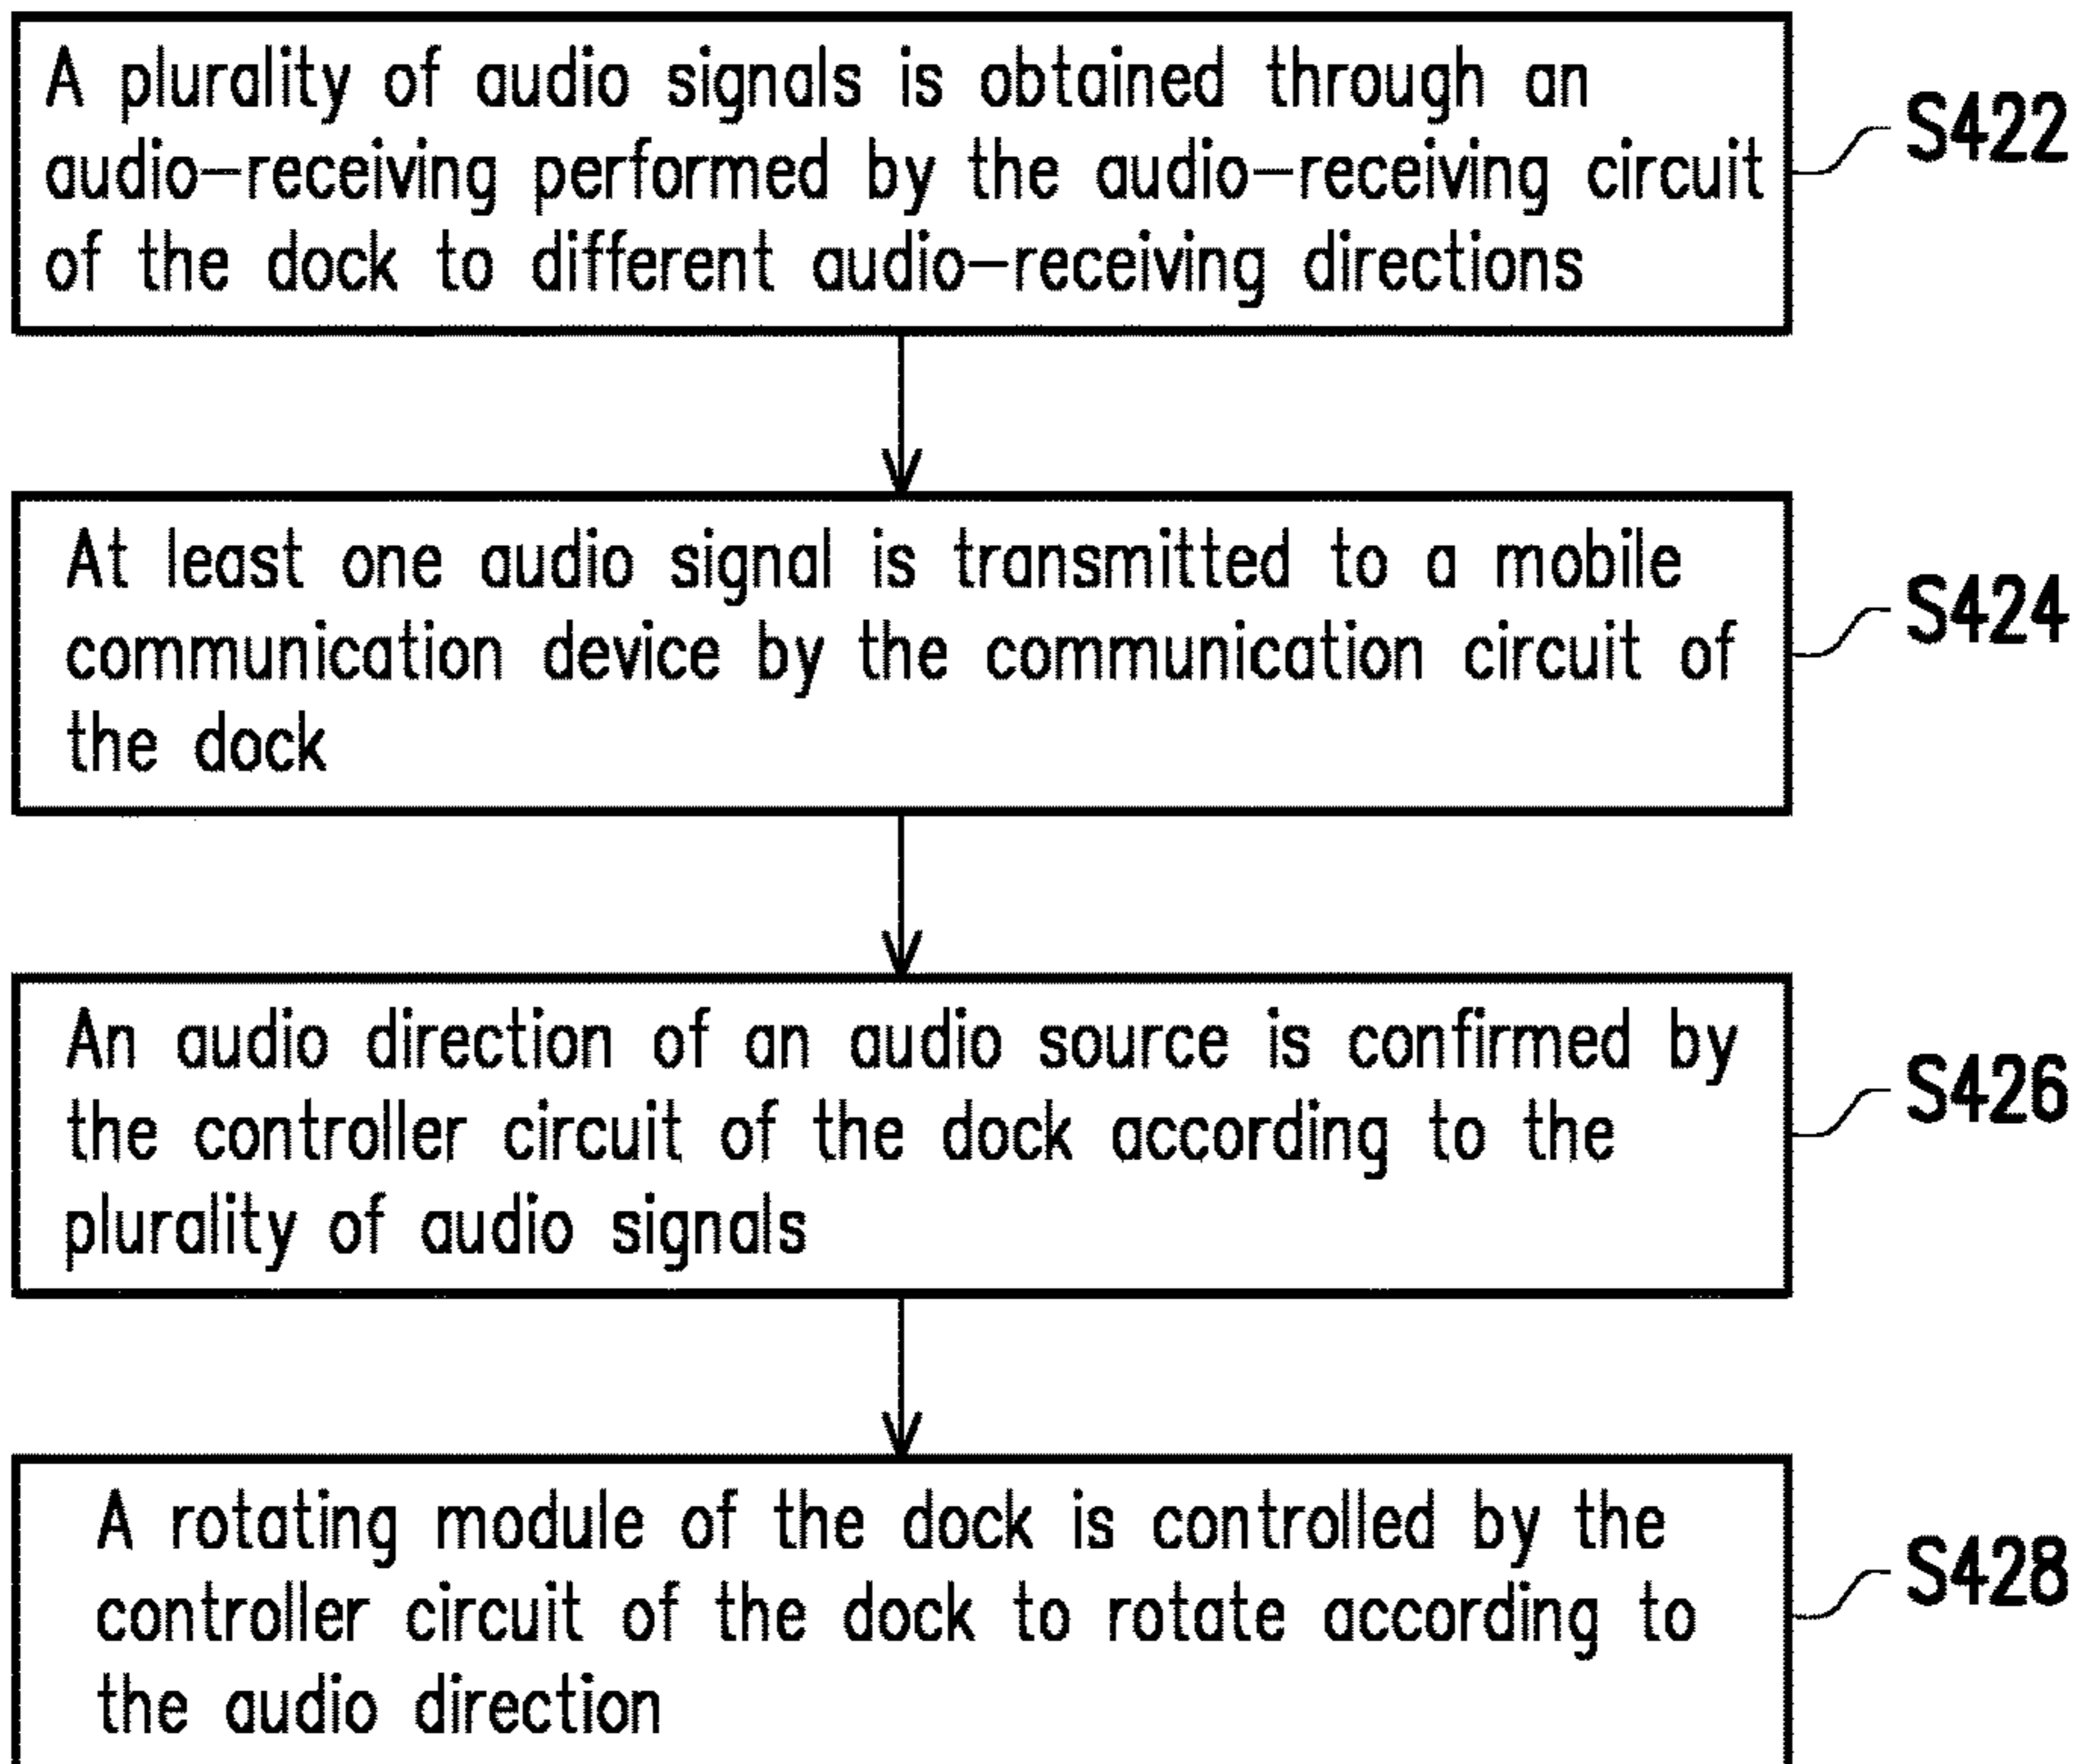 A plurality of audio signals is obtained through an
audio-receiving performed by the audio-receiving circuit
of the dock to different audio-receiving directions
S422
At least one audio signal is transmitted to a mobile
communication device by the communication circuit of
the dock
S424
An audio direction of an audio source is confirmed by
the controller circuit of the dock according to the
plurality of audio signals
S426
A rotating module of the dock is controlled by the
controller circuit of the dock to rotate according to
the audio direction
S428